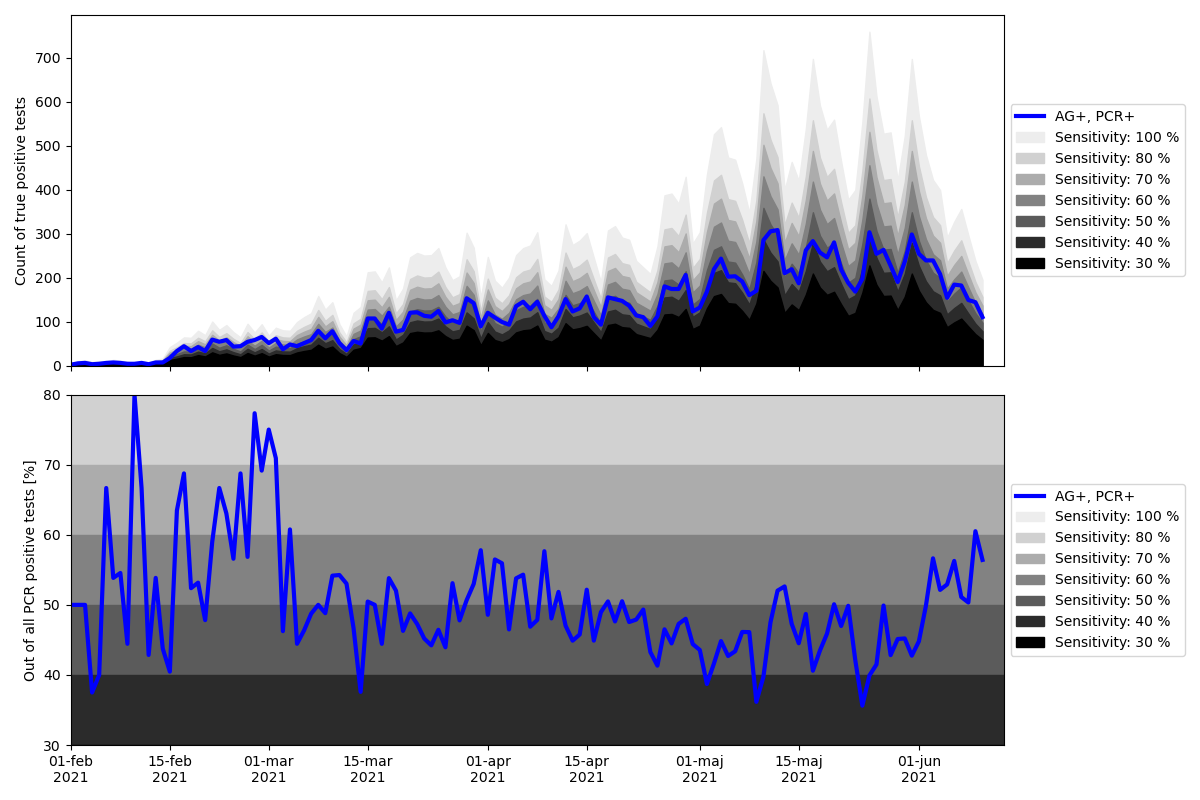 Count of true positive tests
700
600
500
400
300
200
100
0
AG+, PCR+
Sensitivity: 100 %
Sensitivity: 80 %
Sensitivity: 70 %
Sensitivity: 60 %
Sensitivity: 50 %
Sensitivity: 40 %
Sensitivity: 30 %
Out of all PCR positive tests [%]
80
70
60
50
40
30
01-feb
2021
15-feb
2021
01-mar
2021
15-mar
2021
01-apr
2021
15-apr
2021
01-maj
2021
15-maj
2021
01-jun
2021
AG+, PCR+
Sensitivity: 100 %
Sensitivity: 80 %
Sensitivity: 70 %
Sensitivity: 60 %
Sensitivity: 50 %
Sensitivity: 40 %
Sensitivity: 30 %